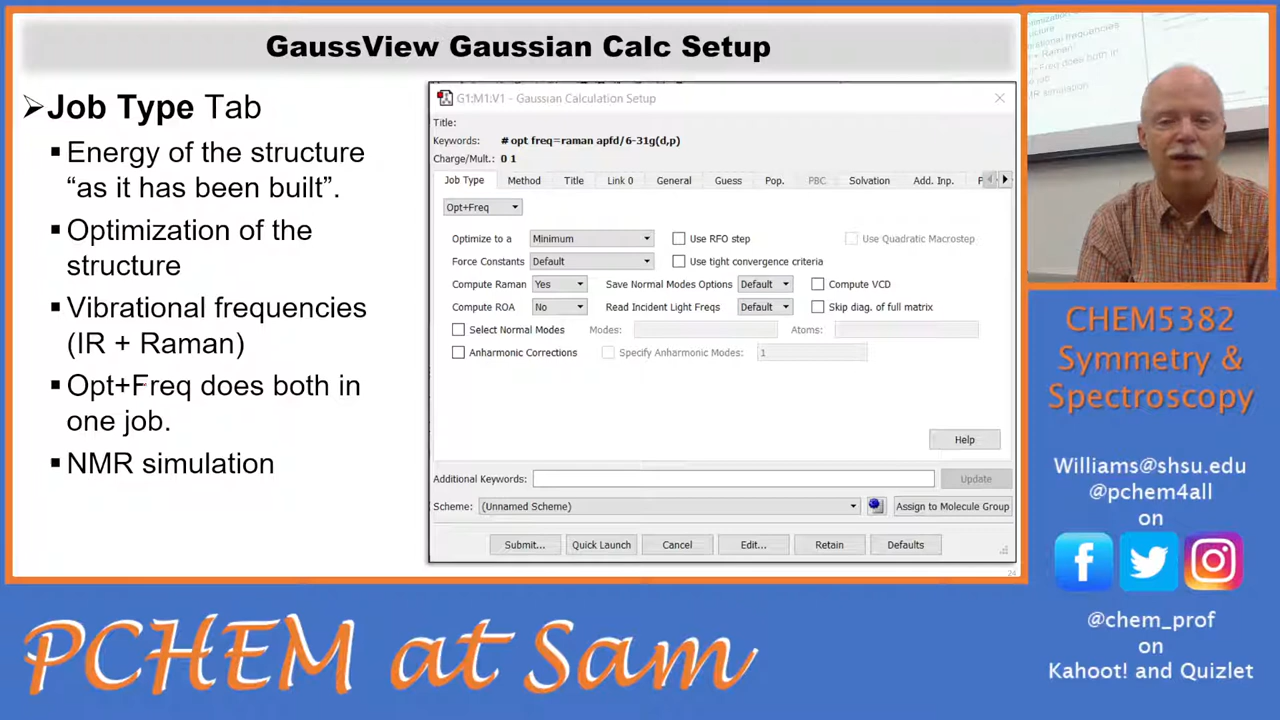 GaussView Gaussian Calc Setup
➢Job Type Tab
▪Energy of the structure
“as it has been built”.
▪Optimization of the
structure
▪Vibrational frequencies
(IR + Raman)
▪Opt+Freq does both in
one job.
▪NMR simulation
G1:M1:V1 - Gaussian Calculation Setup
Title:
Keywords: # opt freq=raman apfd/6-31g(d,p)
Charge/Mult.: 0 1
Job Type Method Title Link 0 General Guess Pop. PBC Solvation Add. Inp.
Opt+Freq
Optimize to a Minimum Use RFO step Use Quadratic Macrostep
Force Constants Default Use tight convergence criteria
Compute Raman Yes Save Normal Modes Options Default Compute VCD
Compute ROA No Read Incident Light Freqs Default Skip diag. of full matrix
Select Normal Modes Modes: Atoms:
Anharmonic Corrections Specify Anharmonic Modes: 1
Help
Additional Keywords: Update
Scheme: (Unnamed Scheme) Assign to Molecule Group
Submit... Quick Launch Cancel Edit... Retain Defaults
24
CHEM5382
Symmetry &
Spectroscopy
Williams@shsu.edu
@pchem4all
on
@chem_prof
on
Kahoot! and Quizlet
PCHEM at Sam